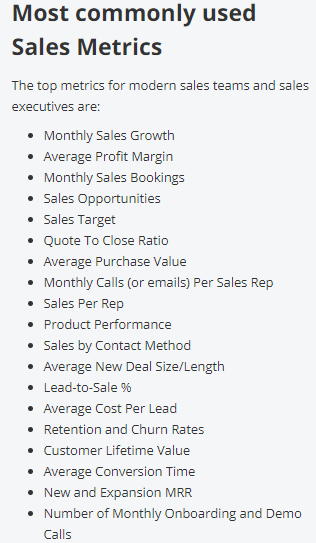 Most commonly used
Sales Metrics
The top metrics for modern sales teams and sales
executives are:
• Monthly Sales Growth
• Average Profit Margin
• Monthly Sales Bookings
• Sales Opportunities
• Sales Target
• Quote To Close Ratio
• Average Purchase Value
• Monthly Calls (or emails) Per Sales Rep
• Sales Per Rep
• Product Performance
• Sales by Contact Method
• Average New Deal Size/Length
• Lead-to-Sale %
• Average Cost Per Lead
• Retention and Churn Rates
• Customer Lifetime Value
• Average Conversion Time
• New and Expansion MRR
• Number of Monthly Onboarding and Demo
Calls